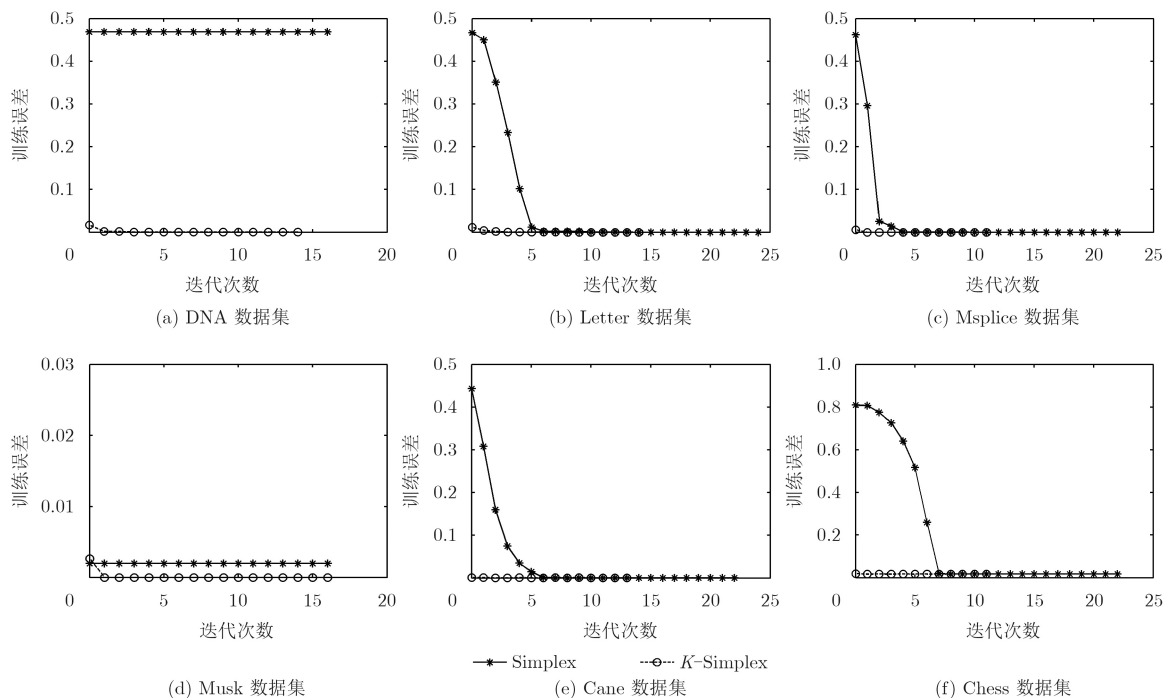 0.5
0.4
0.3
0.2
0.1
训练误差
0 5 10 15 20
迭代次数
(a) DNA 数据集
0.5
0.4
0.3
0.2
0.1
训练误差
0 5 10 15 20 25
迭代次数
(b) Letter 数据集
0.5
0.4
0.3
0.2
0.1
训练误差
0 5 10 15 20 25
迭代次数
(c) Msplice 数据集
0.03
0.02
0.01
训练误差
0 5 10 15 20
迭代次数
0.5
0.4
0.3
0.2
0.1
训练误差
0 5 10 15 20 25
迭代次数
1.0
0.8
0.6
0.4
0.2
训练误差
0 5 10 15 20 25
迭代次数
Simplex K-Simplex
(d) Musk 数据集
(e) Cane 数据集
(f) Chess 数据集